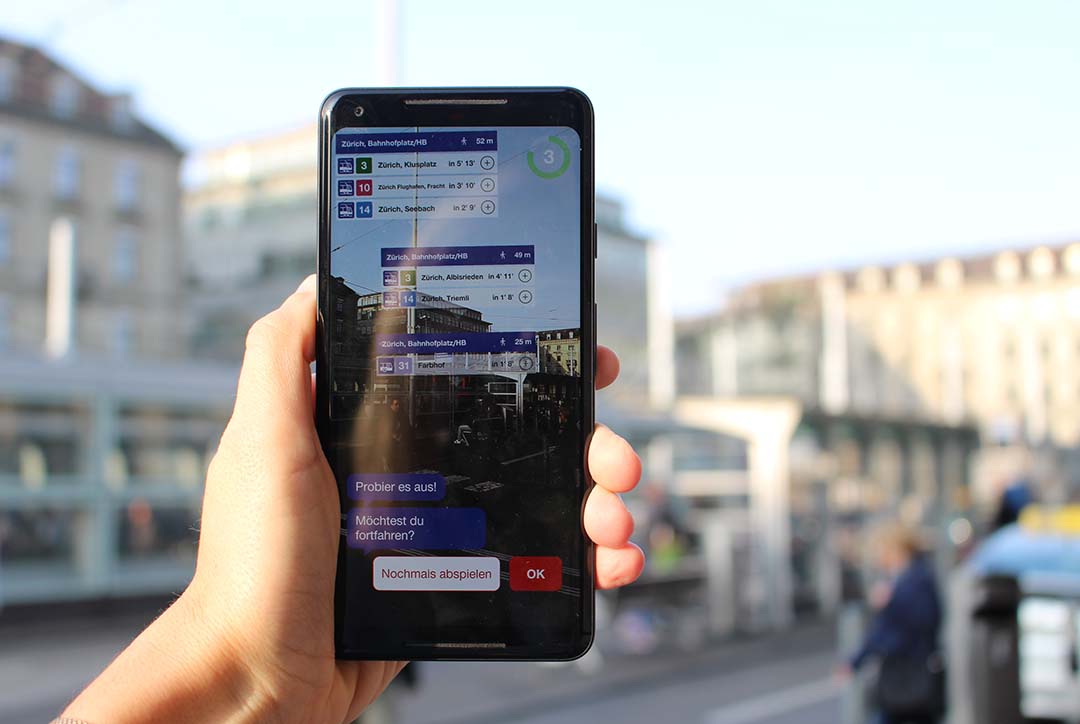 Zürich, Bahnhofplatz/HB 52 m
3 Zürich, Klusplatz in 5' 13'
10 Zürich Flughafen, Fracht in 3' 10'
14 Zürich, Seebach in 2' 9'
3
Zürich, Bahnhofplatz/HB 49 m
3 Zürich, Albisrieden in 4' 11'
14 Zürich, Triemli in 1' 8'
Zürich, Bahnhofplatz/HB 25 m
31 Farbhof in 1' 8'
Probier es aus!
Möchtest du
fortfahren?
Nochmals abspielen
OK